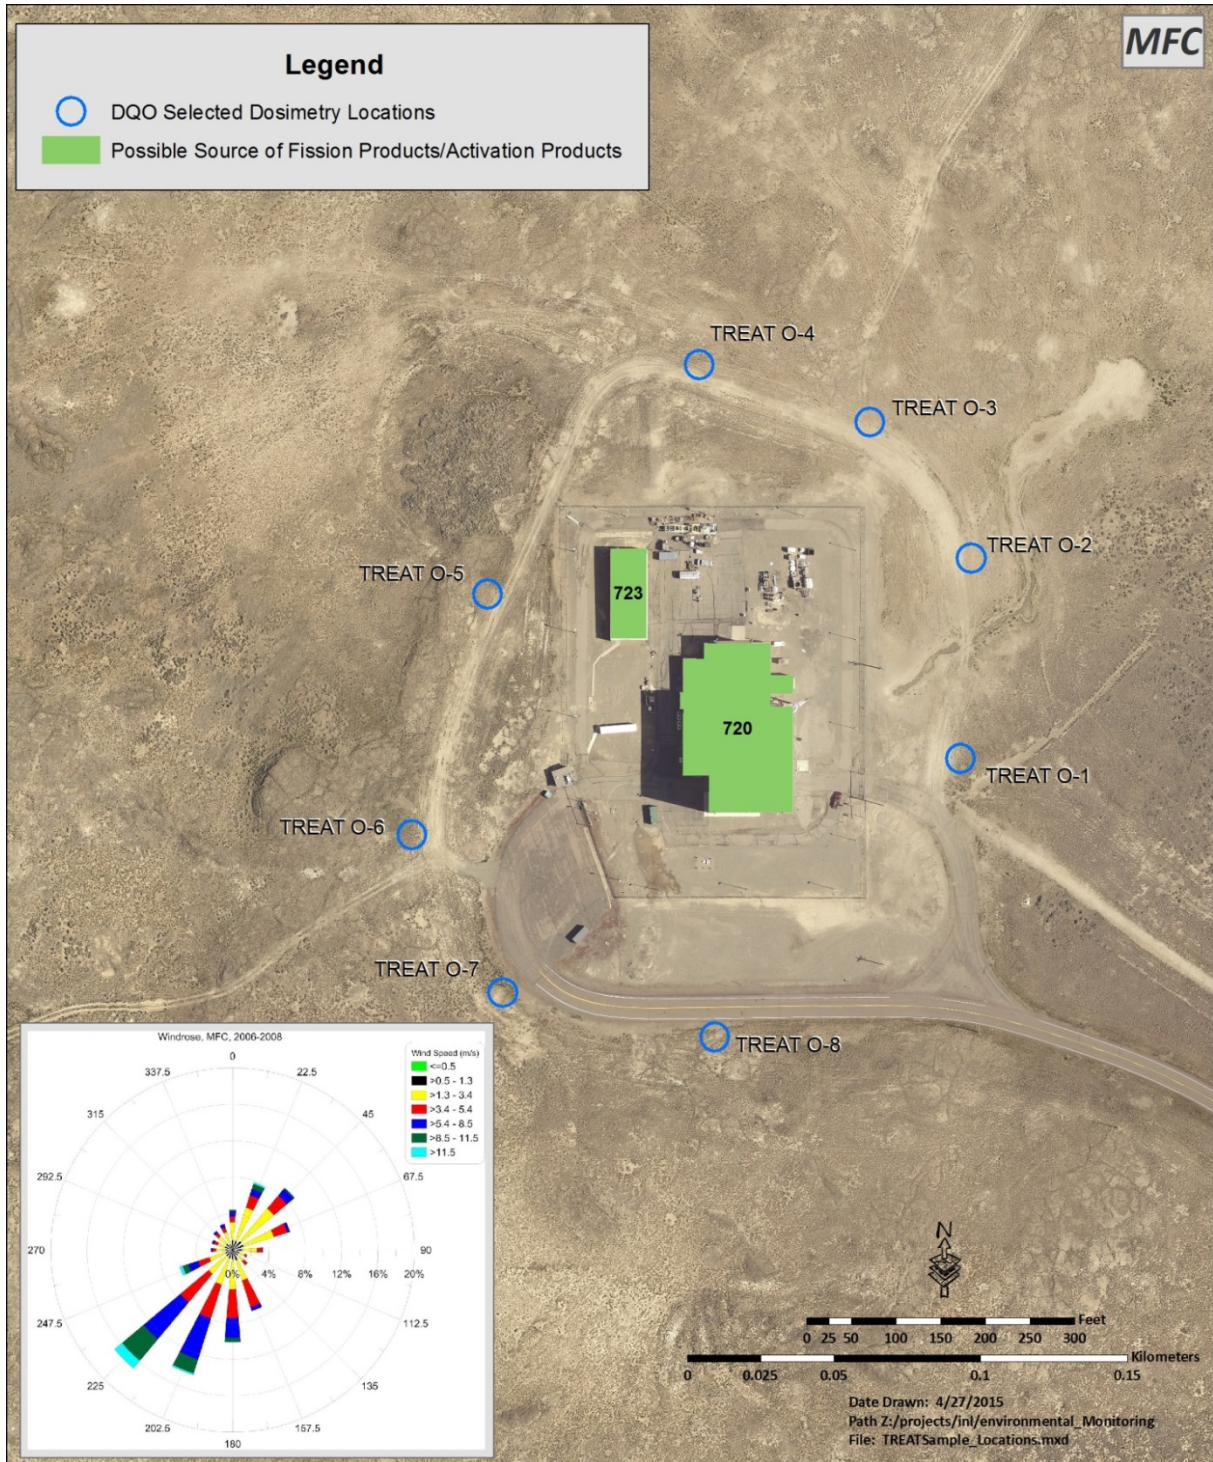 MFC
Legend
DQO Selected Dosimetry Locations
Possible Source of Fission Products/Activation Products
TREAT O-4
TREAT O-3
TREAT O-2
TREAT O-5
723
720
TREAT O-1
TREAT O-6
TREAT O-7
TREAT O-8
Windrose, MFC, 2006-2008
0
22.5
45
67.5
90
112.5
135
157.5
180
202.5
225
247.5
270
292.5
315
337.5
0% 4% 8% 12% 16% 20%
Wind Speed (m/s)
<=0.5
>0.5 - 1.3
>1.3 - 3.4
>3.4 - 5.4
>5.4 - 8.5
>8.5 - 11.5
>11.5
N
Feet
0 25 50 100 150 200 250 300
Kilometers
0 0.025 0.05 0.1 0.15
Date Drawn: 4/27/2015
Path Z:/projects/inl/environmental_Monitoring
File: TREATSample_Locations.mxd